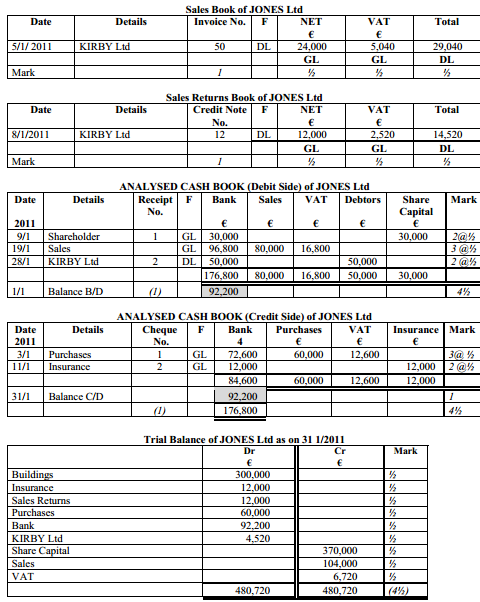 Sales Book of JONES Ltd
Date Details Invoice No. F NET VAT Total
€ €
5/1/ 2011 KIRBY Ltd 50 DL 24,000 5,040 29,040
GL GL DL
Mark 1 ½ ½ ½
Sales Returns Book of JONES Ltd
Date Details Credit Note F NET VAT Total
No. € €
8/1/2011 KIRBY Ltd 12 DL 12,000 2,520 14,520
GL GL DL
Mark 1 ½ ½ ½
ANALYSED CASH BOOK (Debit Side) of JONES Ltd
Date Details Receipt F Bank Sales VAT Debtors Share Mark
No. Capital
2011 € € € € €
9/1 Shareholder 1 GL 30,000 30,000 2@½
19/1 Sales GL 96,800 80,000 16,800 3 @½
28/1 KIRBY Ltd 2 DL 50,000 50,000 2 @½
176,800 80,000 16,800 50,000 30,000
1/1 Balance B/D (1) 92,200 4½
ANALYSED CASH BOOK (Credit Side) of JONES Ltd
Date Details Cheque F Bank Purchases VAT Insurance Mark
2011 No. 4 € € €
3/1 Purchases 1 GL 72,600 60,000 12,600 3@ ½
11/1 Insurance 2 GL 12,000 12,000 2 @½
84,600 60,000 12,600 12,000
31/1 Balance C/D 92,200 1
(1) 176,800 4½
Trial Balance of JONES Ltd as on 31 1/2011
Dr Cr Mark
€ €
Buildings 300,000 ½
Insurance 12,000 ½
Sales Returns 12,000 ½
Purchases 60,000 ½
Bank 92,200 ½
KIRBY Ltd 4,520 ½
Share Capital 370,000 ½
Sales 104,000 ½
VAT 6,720 ½
480,720 480,720 (4½)